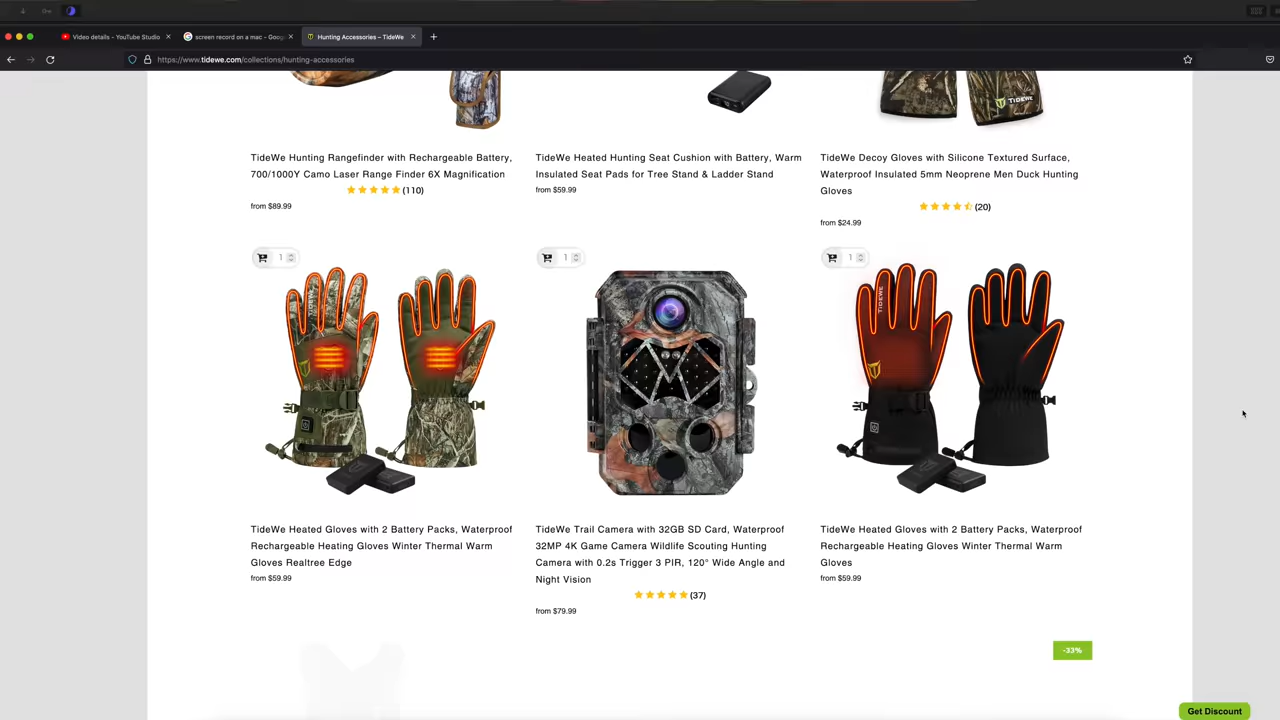 Video details - YouTube Studio
screen record on a mac - Goog
Hunting Accessories – TideWe
https://www.tidewe.com/collections/hunting-accessories
TIDEWE
TideWe Hunting Rangefinder with Rechargeable Battery,
700/1000Y Camo Laser Range Finder 6X Magnification
(110)
from $89.99
TideWe Heated Hunting Seat Cushion with Battery, Warm
Insulated Seat Pads for Tree Stand & Ladder Stand
from $59.99
TideWe Decoy Gloves with Silicone Textured Surface,
Waterproof Insulated 5mm Neoprene Men Duck Hunting
Gloves
(20)
from $24.99
1
1
1
TIDEWE
TIDEWE
TideWe Heated Gloves with 2 Battery Packs, Waterproof
Rechargeable Heating Gloves Winter Thermal Warm
Gloves Realtree Edge
from $59.99
TideWe Trail Camera with 32GB SD Card, Waterproof
32MP 4K Game Camera Wildlife Scouting Hunting
Camera with 0.2s Trigger 3 PIR, 120° Wide Angle and
Night Vision
(37)
from $79.99
TideWe Heated Gloves with 2 Battery Packs, Waterproof
Rechargeable Heating Gloves Winter Thermal Warm
Gloves
from $59.99
-33%
Get Discount